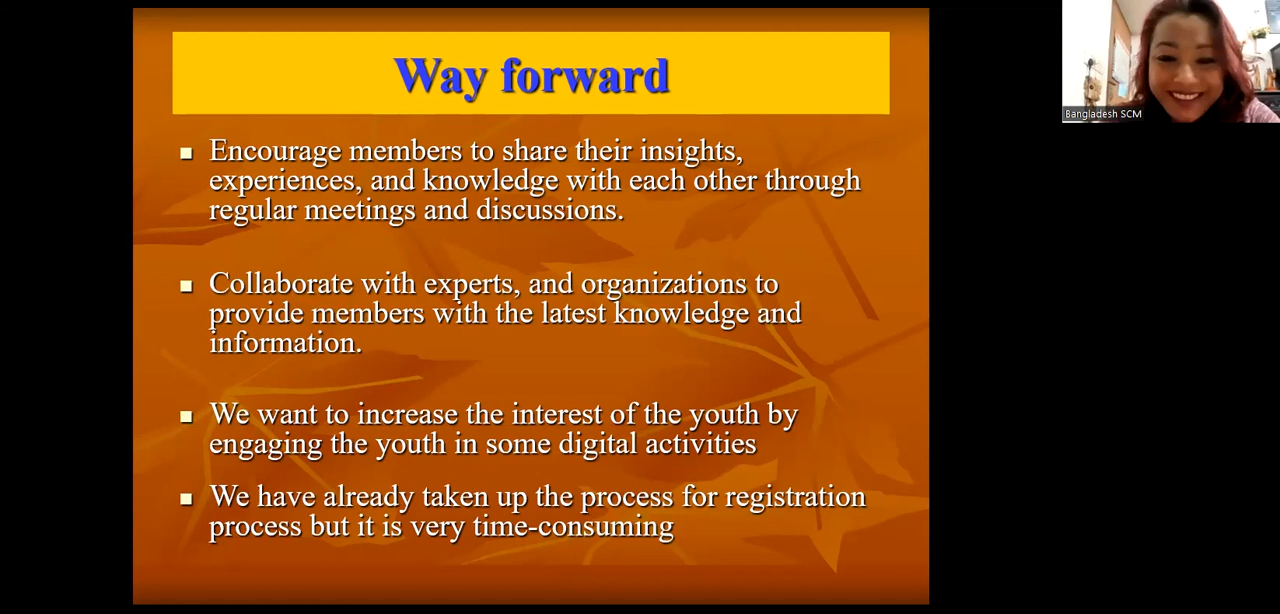 Way forward
Encourage members to share their insights,
experiences, and knowledge with each other through
regular meetings and discussions.
Collaborate with experts, and organizations to
provide members with the latest knowledge and
information.
We want to increase the interest of the youth by
engaging the youth in some digital activities
We have already taken up the process for registration
process but it is very time-consuming
Bangladesh SCM